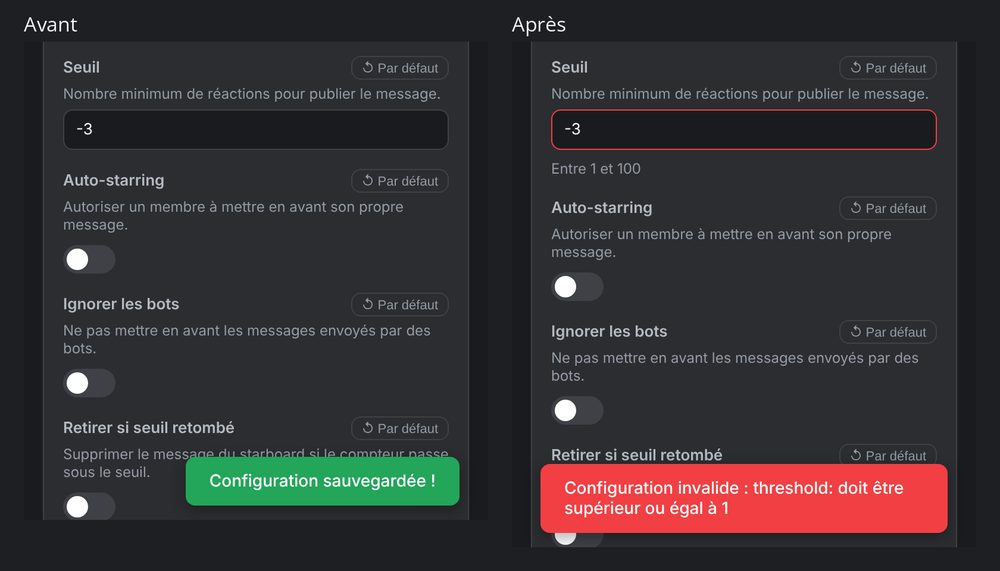 Avant
Seuil
Par défaut
Nombre minimum de réactions pour publier le message.
-3
Auto-starring
Par défaut
Autoriser un membre à mettre en avant son propre
message.
Ignorer les bots
Par défaut
Ne pas mettre en avant les messages envoyés par des
bots.
Retirer si seuil retombé
Par défaut
Supprimer le message du starboard si le compteur passe
sous le seuil.
Configuration sauvegardée !
Après
Seuil
Par défaut
Nombre minimum de réactions pour publier le message.
-3
Entre 1 et 100
Auto-starring
Par défaut
Autoriser un membre à mettre en avant son propre
message.
Ignorer les bots
Par défaut
Ne pas mettre en avant les messages envoyés par des
bots.
Retirer si seuil retombé
Par défaut
Configuration invalide : threshold: doit être
supérieur ou égal à 1